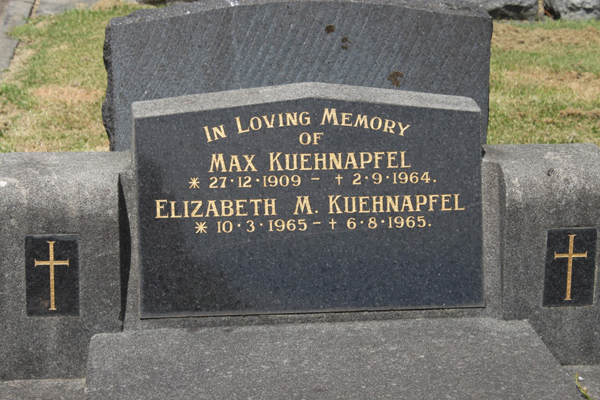 IN LOVING MEMORY
OF
MAX KUEHNAPFEL
* 27·12·1909 – † 2·9·1964.
ELIZABETH M. KUEHNAPFEL
* 10·3·1965 – † 6·8·1965.